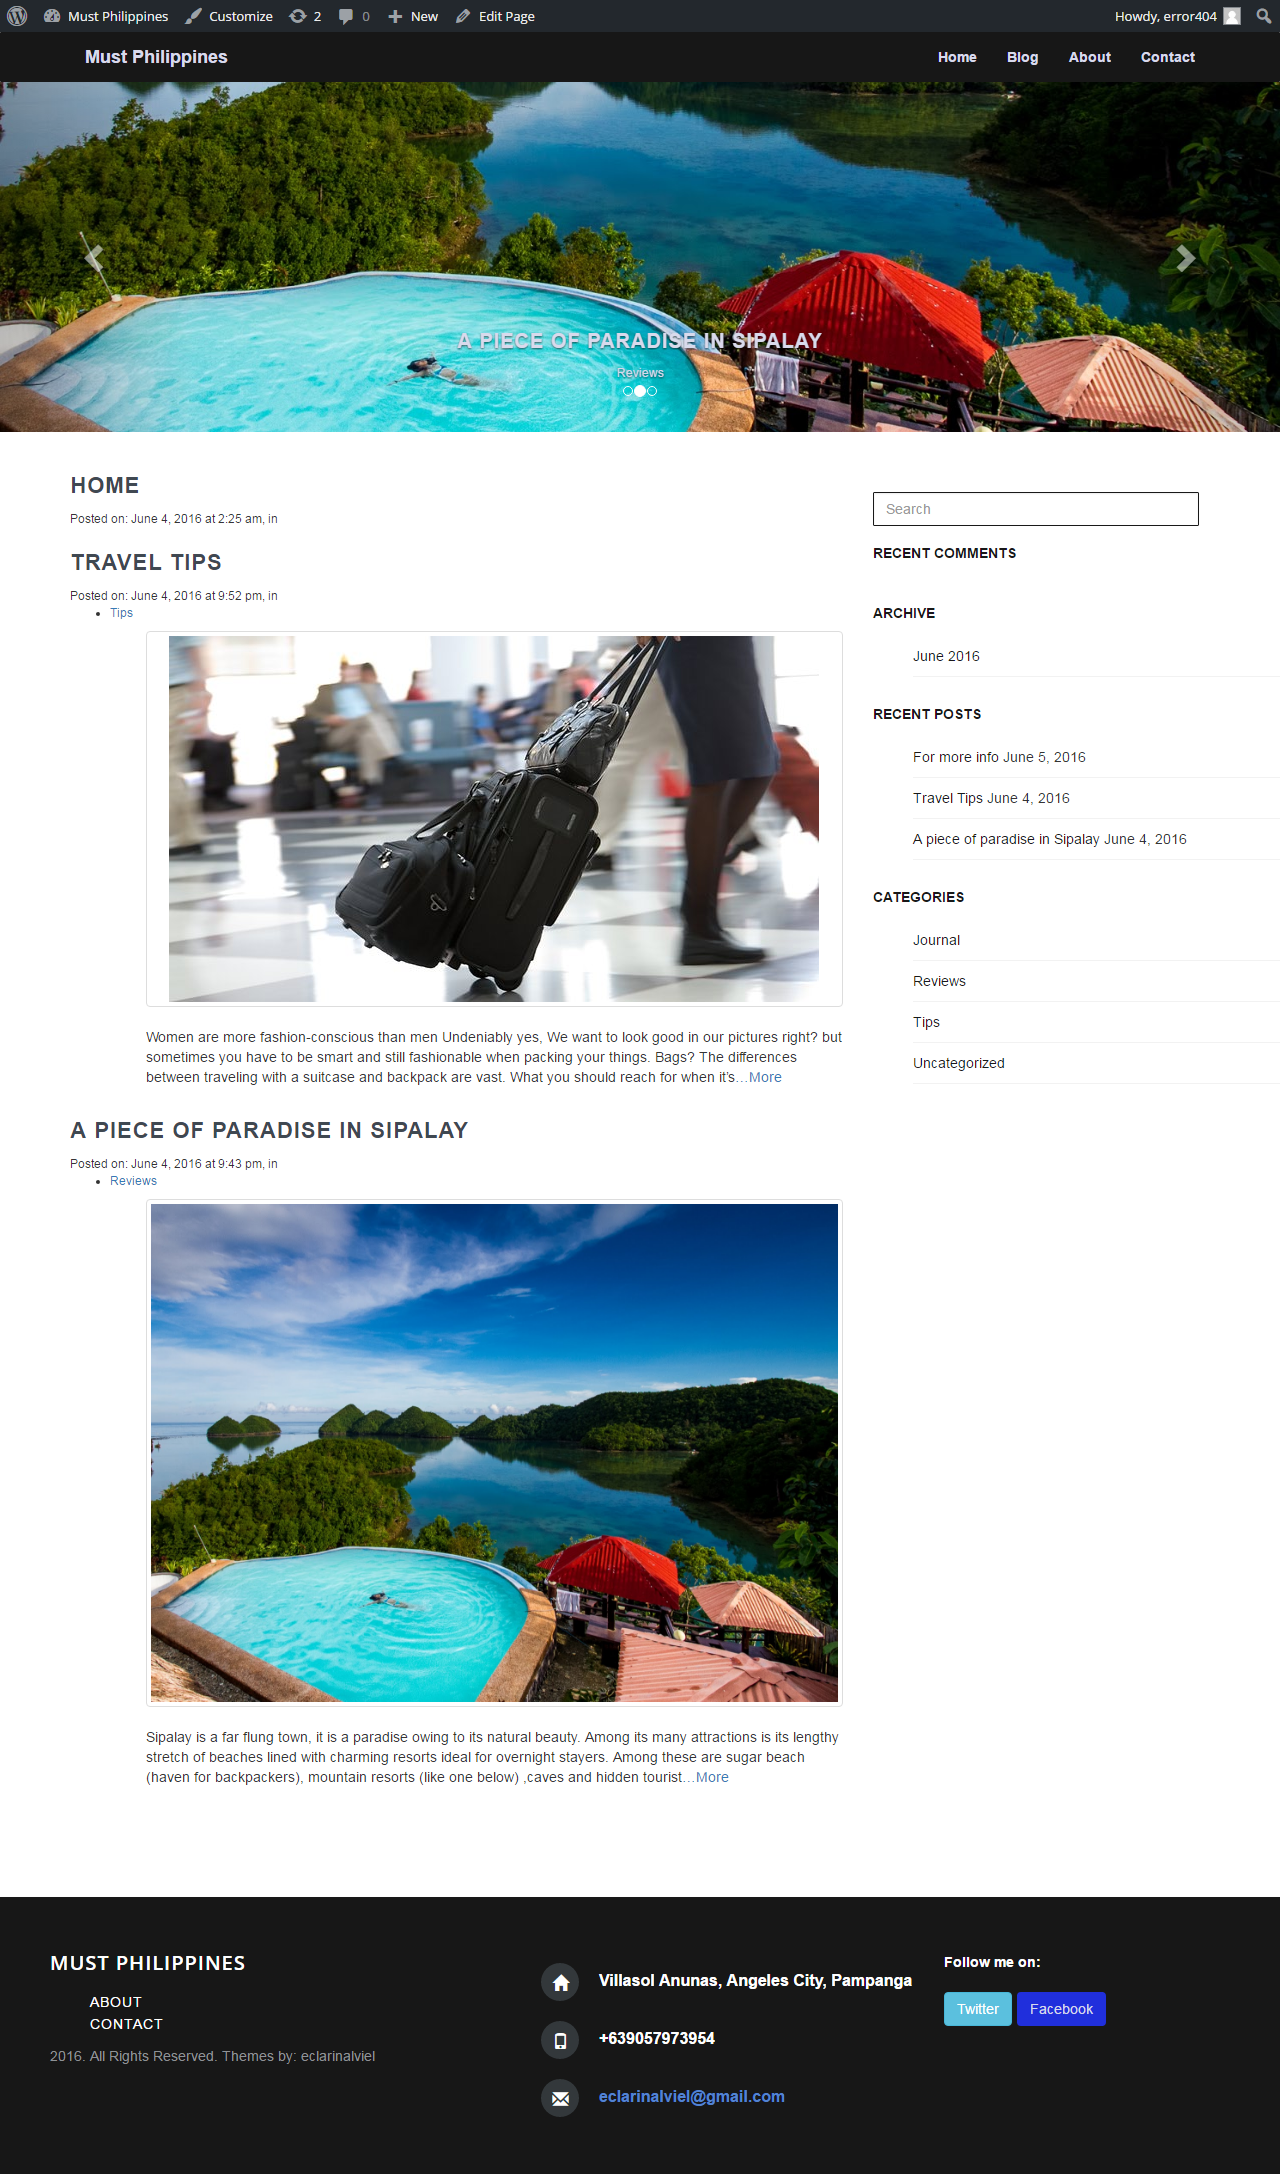 Must Philippines Customize 2 0 New Edit Page Howdy, error404
Must Philippines Home Blog About Contact
A PIECE OF PARADISE IN SIPALAY
Reviews
HOME
Posted on: June 4, 2016 at 2:25 am, in
TRAVEL TIPS
Posted on: June 4, 2016 at 9:52 pm, in
Tips
Women are more fashion-conscious than men Undeniably yes, We want to look good in our pictures right? but
sometimes you have to be smart and still fashionable when packing your things. Bags? The differences
between traveling with a suitcase and backpack are vast. What you should reach for when it's…More
A PIECE OF PARADISE IN SIPALAY
Posted on: June 4, 2016 at 9:43 pm, in
Reviews
Sipalay is a far flung town, it is a paradise owing to its natural beauty. Among its many attractions is its lengthy
stretch of beaches lined with charming resorts ideal for overnight stayers. Among these are sugar beach
(haven for backpackers), mountain resorts (like one below) ,caves and hidden tourist…More
Search
RECENT COMMENTS
ARCHIVE
June 2016
RECENT POSTS
For more info June 5, 2016
Travel Tips June 4, 2016
A piece of paradise in Sipalay June 4, 2016
CATEGORIES
Journal
Reviews
Tips
Uncategorized
MUST PHILIPPINES
ABOUT
CONTACT
2016. All Rights Reserved. Themes by: eclarinalviel
Villasol Anunas, Angeles City, Pampanga
+639057973954
eclarinalviel@gmail.com
Follow me on:
Twitter Facebook